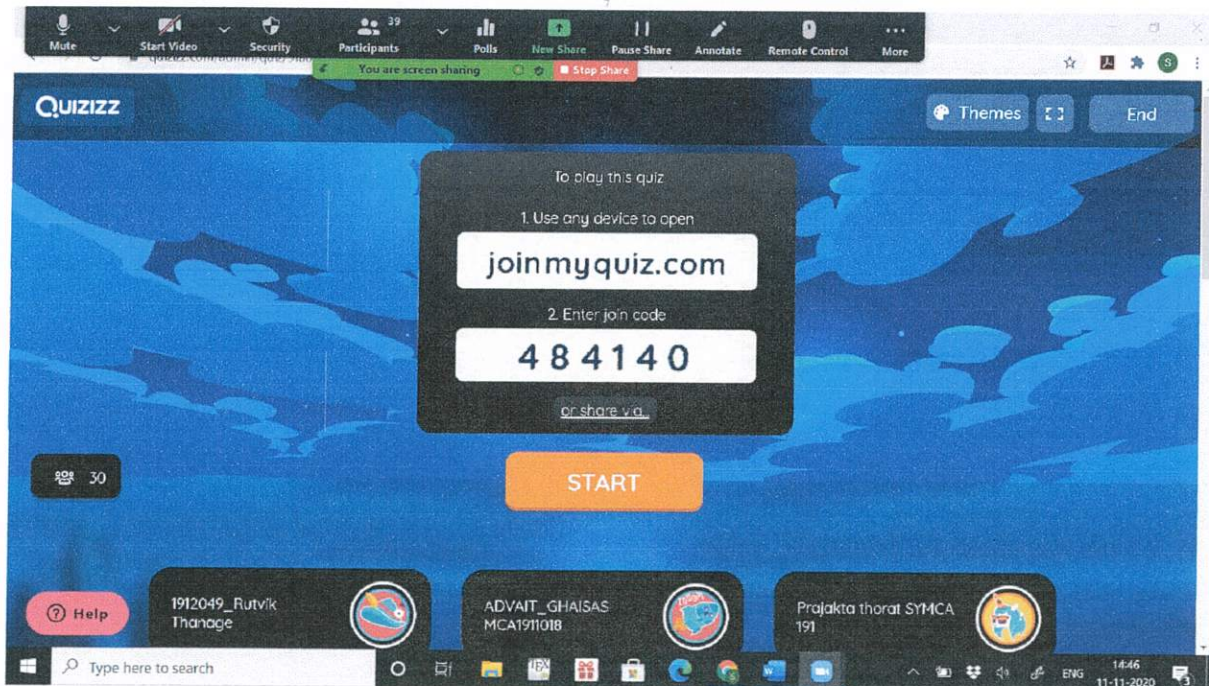 39
Mute Start Video Security Participants Polls New Share Pause Share Annotate Remote Control More
You are screen sharing Stop Share
S
QUIZIZZ
Themes
End
To play this quiz
1. Use any device to open
joinmyquiz.com
2. Enter join code
484140
or share via..
30
START
Help
1912049_Rutvik
Thanage
ADVAIT_GHAISAS
MCA1911018
Prajakta thorat SYMCA
191
Type here to search
W
ENG
14:46
11-11-2020
3